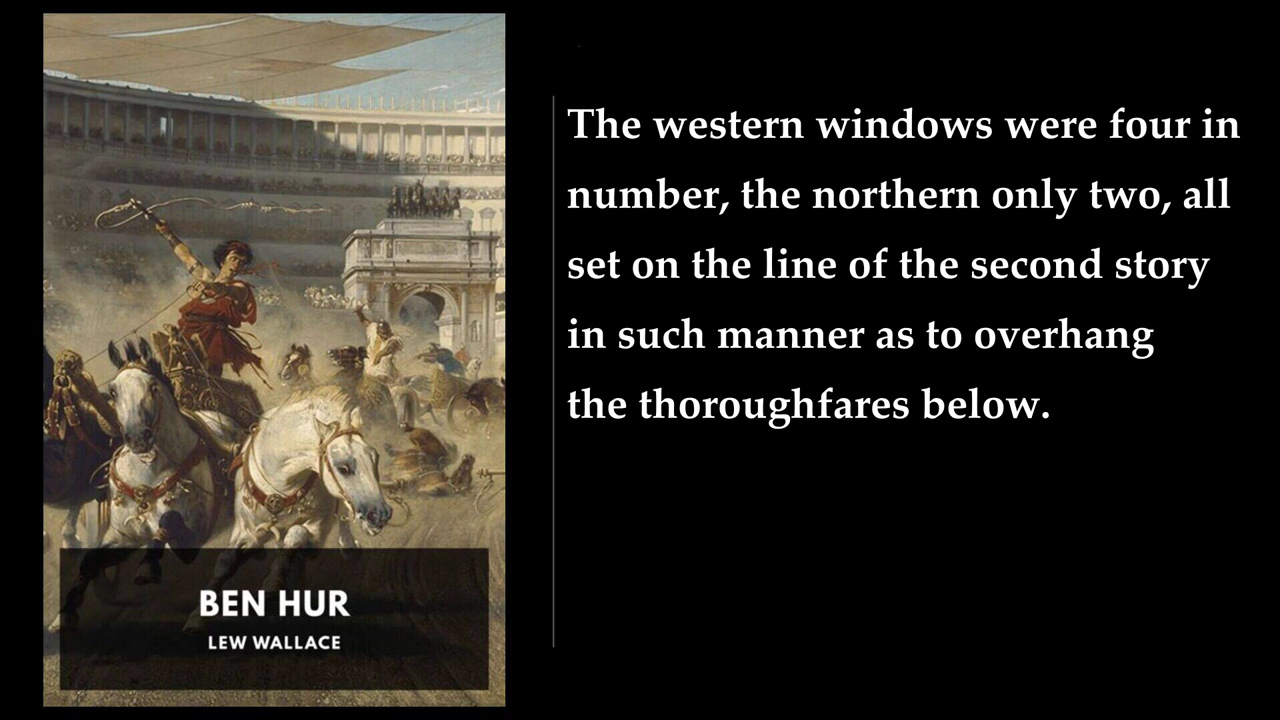 The western windows were four in
number, the northern only two, all
set on the line of the second story
in such manner as to overhang
the thoroughfares below.
BEN HUR
LEW WALLACE